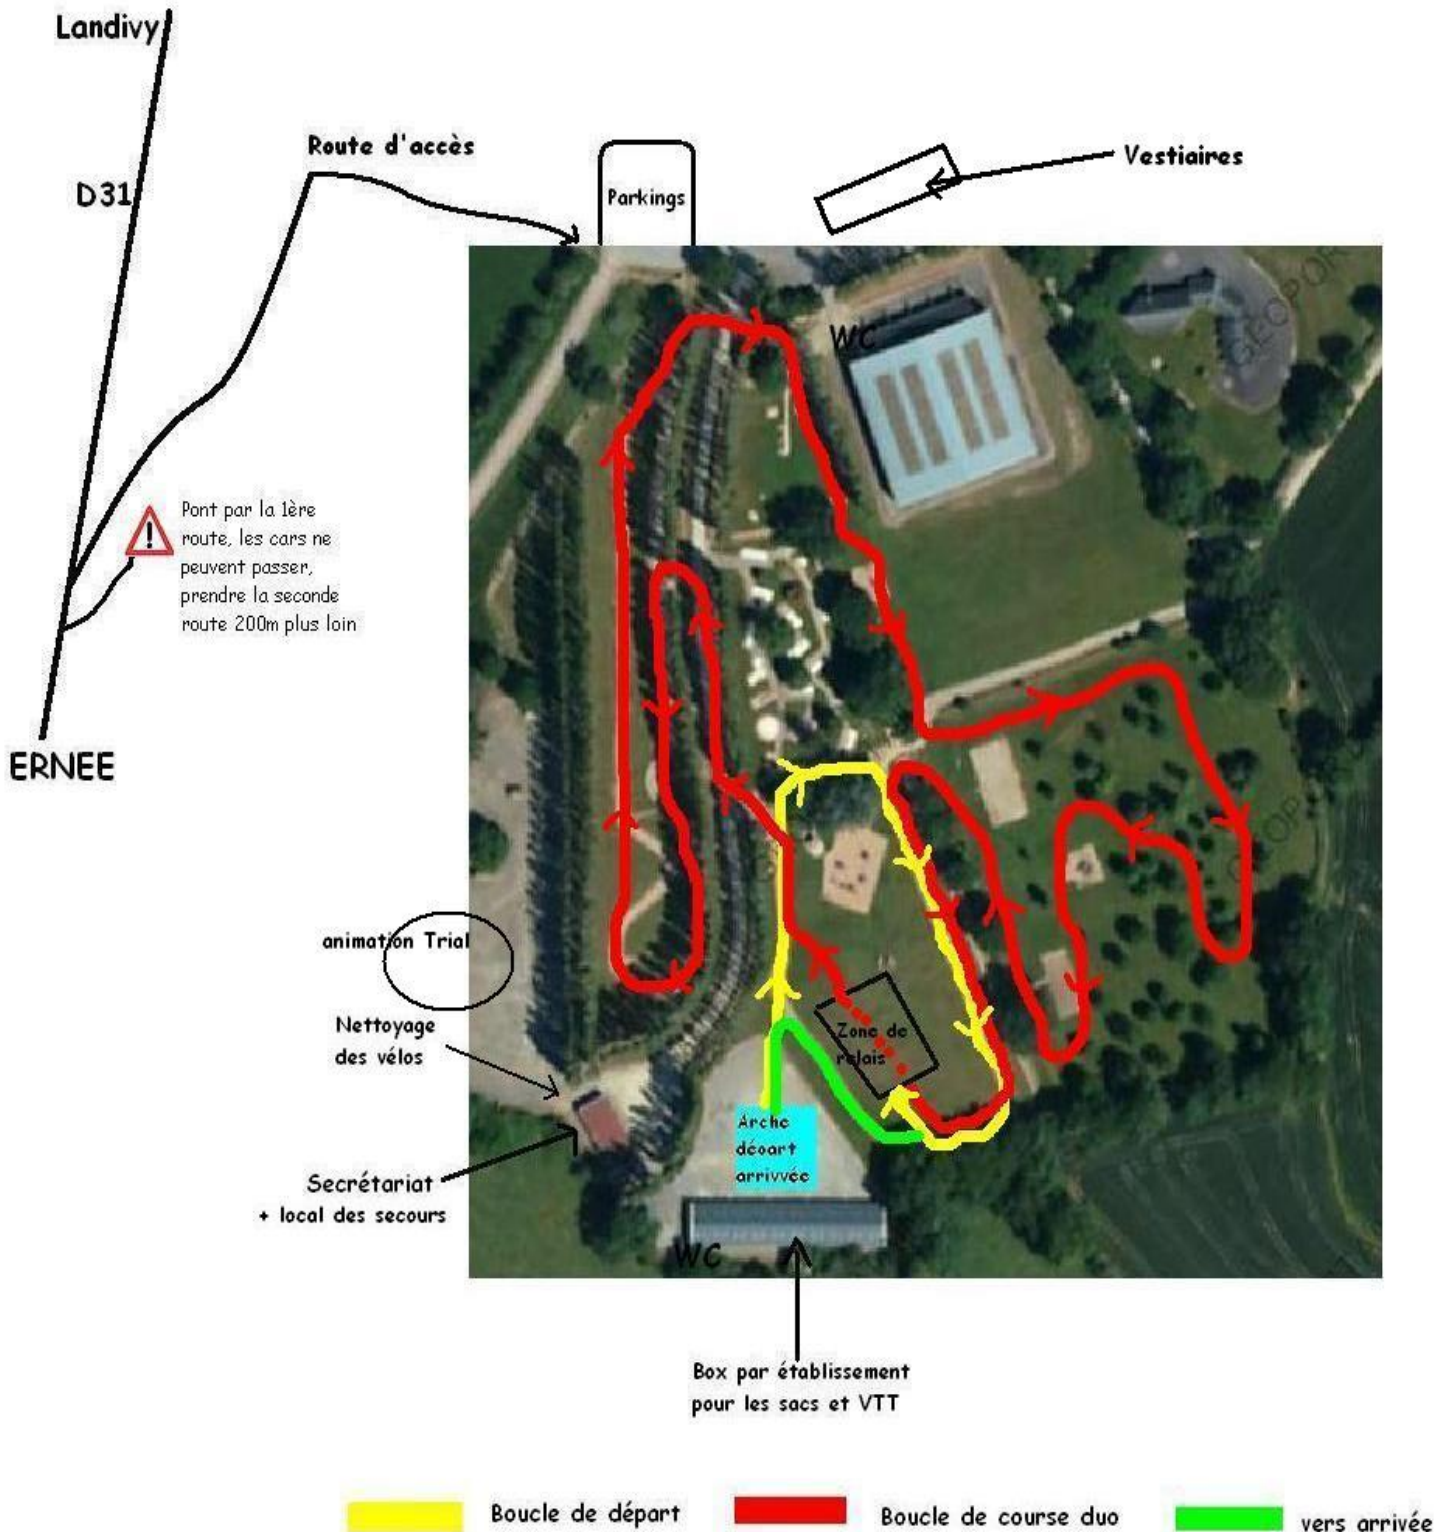 Landivy
Route d'accès
Vestiaires
D31
Parkings
WC
Pont par la 1ère
route, les cars ne
peuvent passer,
prendre la seconde
route 200m plus loin
ERNEE
animation Trial
Nettoyage
des vélos
Zone de
relais
Arche
déoart
arrivvée
Secrétariat
+ local des secours
WC
Box par établissement
pour les sacs et VTT
Boucle de départ
Boucle de course duo
vers arrivée